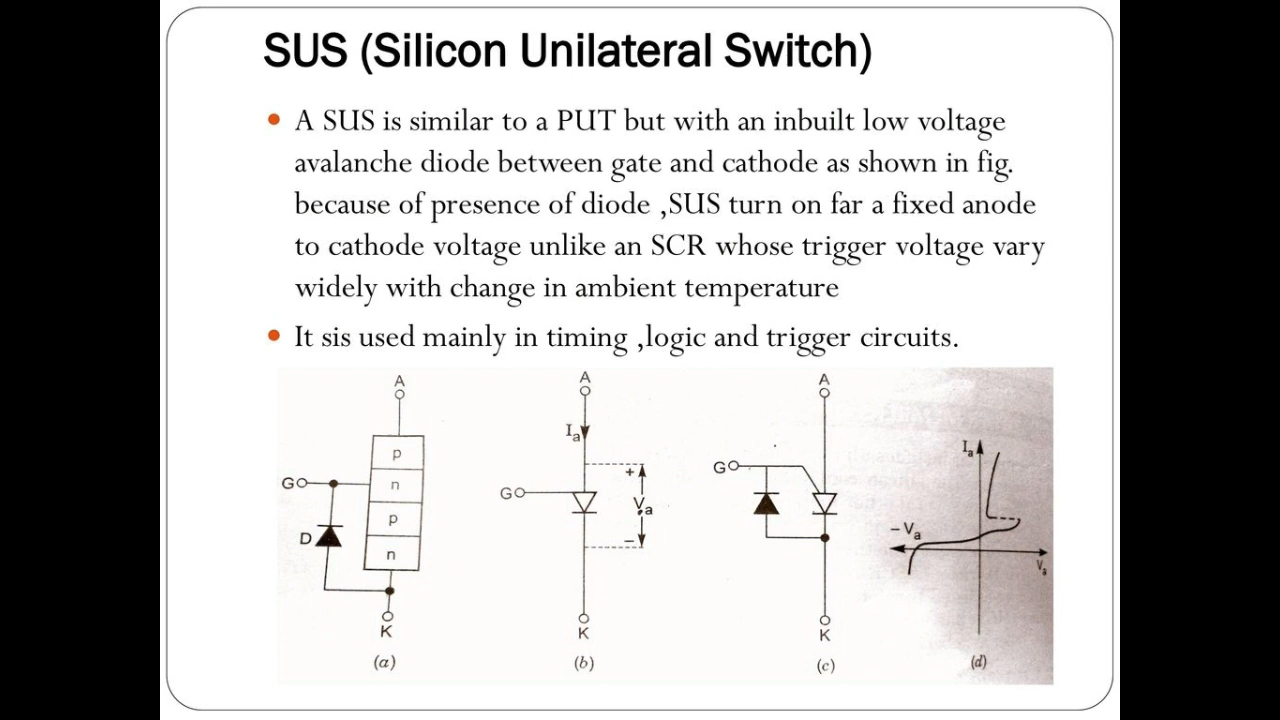 SUS (Silicon Unilateral Switch)
• A SUS is similar to a PUT but with an inbuilt low voltage
avalanche diode between gate and cathode as shown in fig.
because of presence of diode ,SUS turn on far a fixed anode
to cathode voltage unlike an SCR whose trigger voltage vary
widely with change in ambient temperature
• It sis used mainly in timing ,logic and trigger circuits.
A
p
G
n
p
D
n
K
(a)
A
Ia
+
G
Va
−
K
(b)
A
G
K
(c)
Ia
−Va
Va
(d)